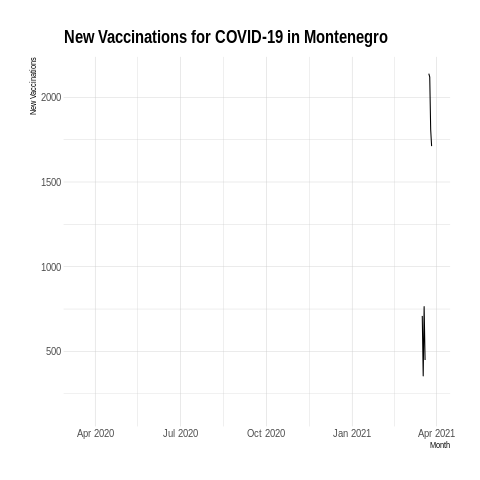 New Vaccinations for COVID-19 in Montenegro
New Vaccinations
2000
1500
1000
500
Apr 2020 Jul 2020 Oct 2020 Jan 2021 Apr 2021
Month